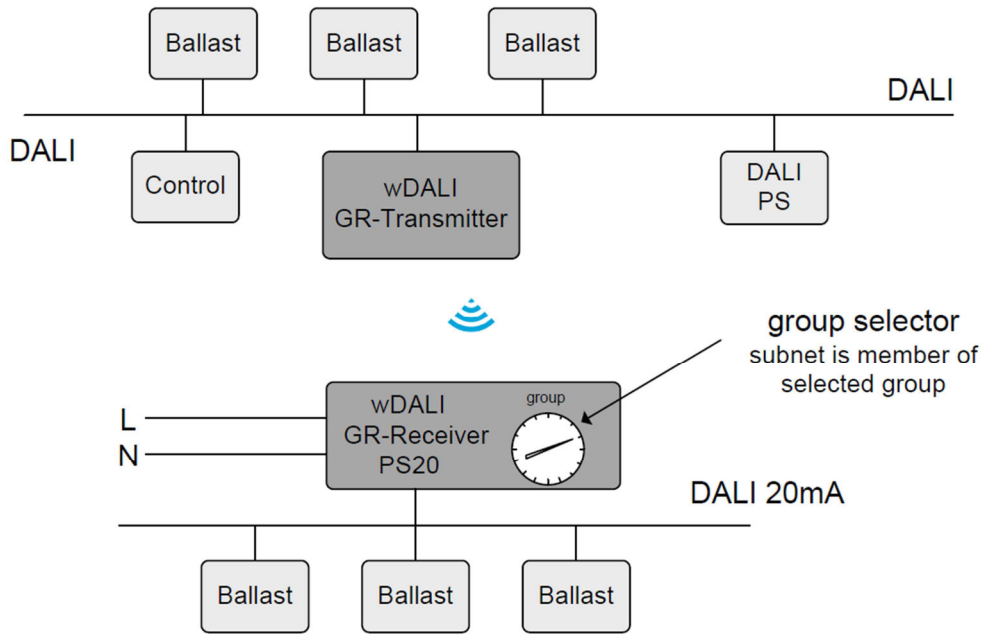 Ballast
Ballast
Ballast
DALI
DALI
Control
wDALI
GR-Transmitter
DALI
PS
group selector
subnet is member of
selected group
L
N
wDALI
GR-Receiver
PS20
group
DALI 20mA
Ballast
Ballast
Ballast